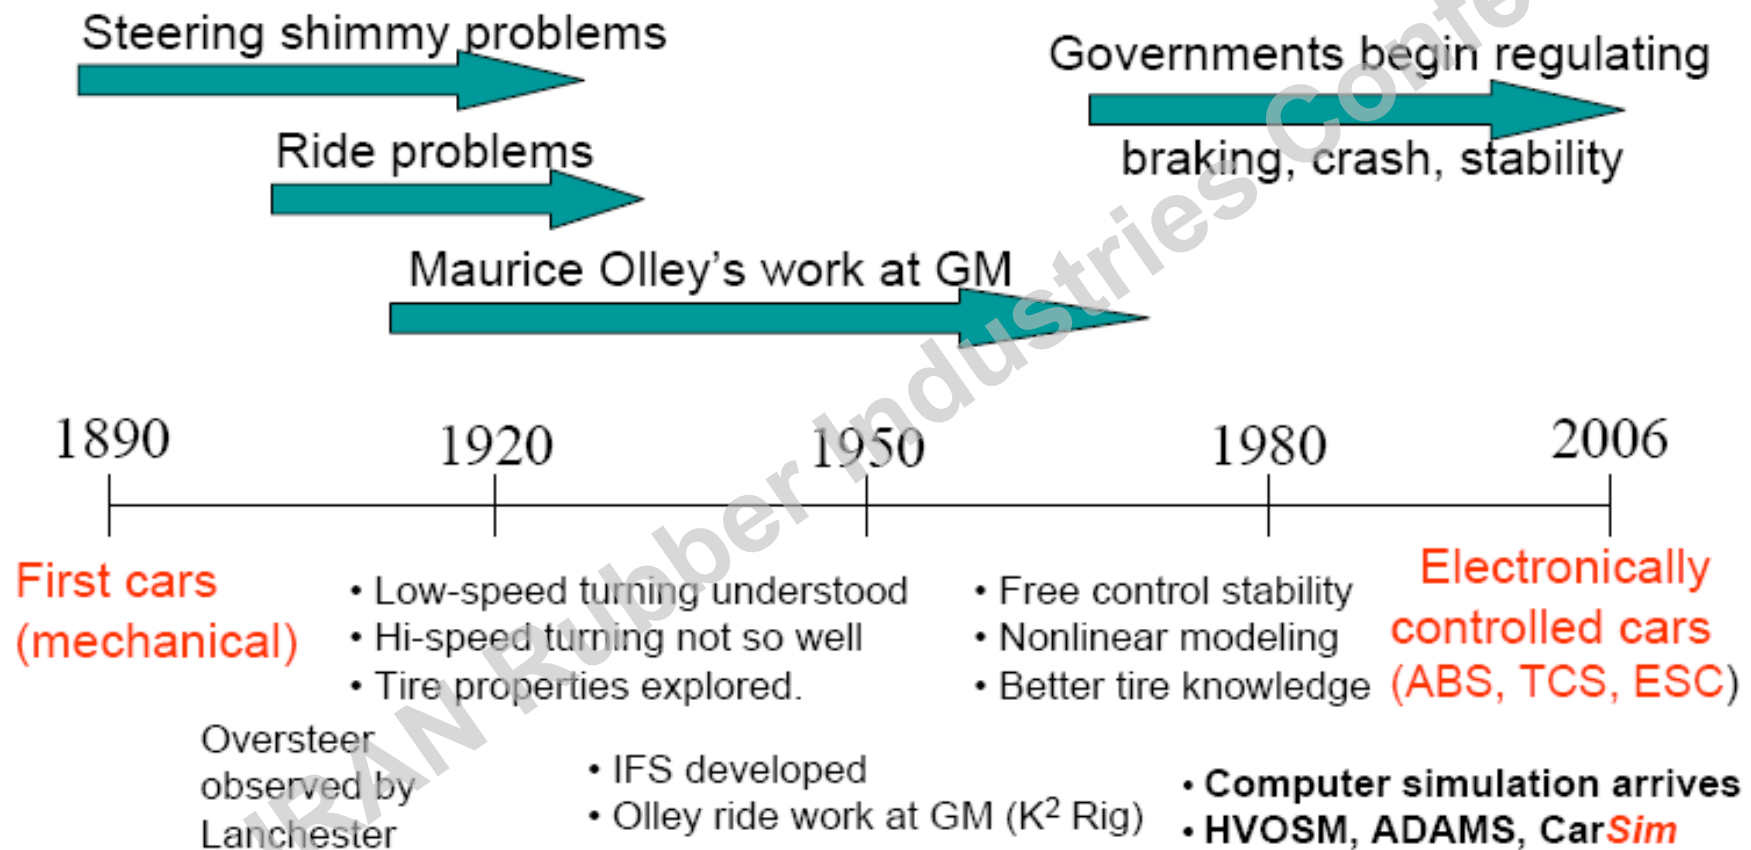 Steering shimmy problems
Governments begin regulating
braking, crash, stability
Ride problems
Maurice Olley’s work at GM
1890
1920
1950
1980
2006
First cars
(mechanical)
• Low-speed turning understood
• Hi-speed turning not so well
• Tire properties explored.
• Free control stability
• Nonlinear modeling
• Better tire knowledge
Electronically
controlled cars
(ABS, TCS, ESC)
Oversteer
observed by
Lanchester
• IFS developed
• Olley ride work at GM (K² Rig)
• Computer simulation arrives
• HVOSM, ADAMS, CarSim
IRAN Rubber Industries